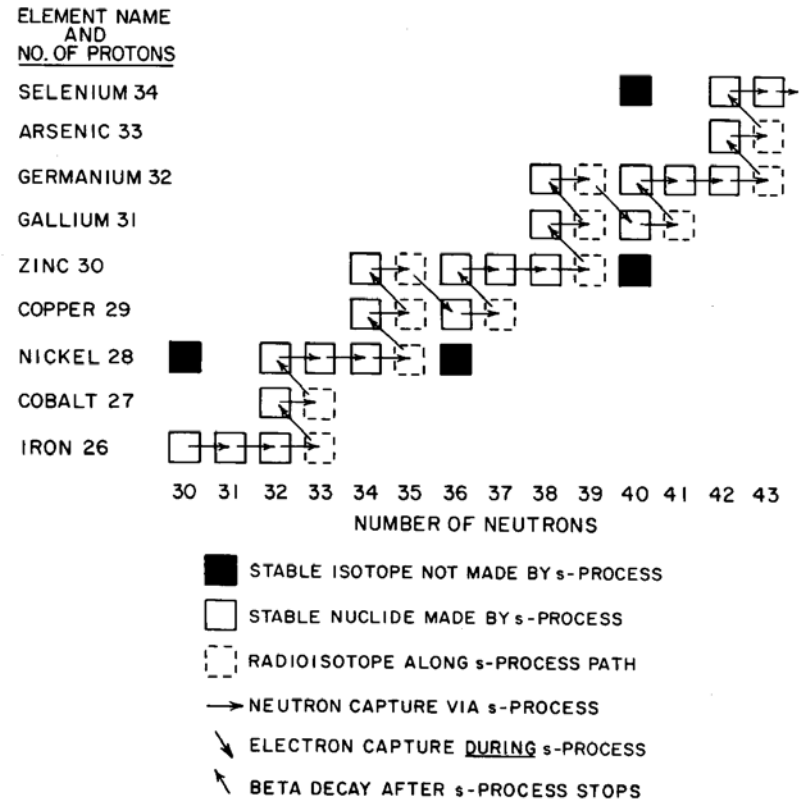 ELEMENT NAME
AND
NO. OF PROTONS
SELENIUM 34
ARSENIC 33
GERMANIUM 32
GALLIUM 31
ZINC 30
COPPER 29
NICKEL 28
COBALT 27
IRON 26
30 31 32 33 34 35 36 37 38 39 40 41 42 43
NUMBER OF NEUTRONS
STABLE ISOTOPE NOT MADE BY s-PROCESS
STABLE NUCLIDE MADE BY s-PROCESS
RADIOISOTOPE ALONG s-PROCESS PATH
NEUTRON CAPTURE VIA s-PROCESS
ELECTRON CAPTURE DURING s-PROCESS
BETA DECAY AFTER s-PROCESS STOPS